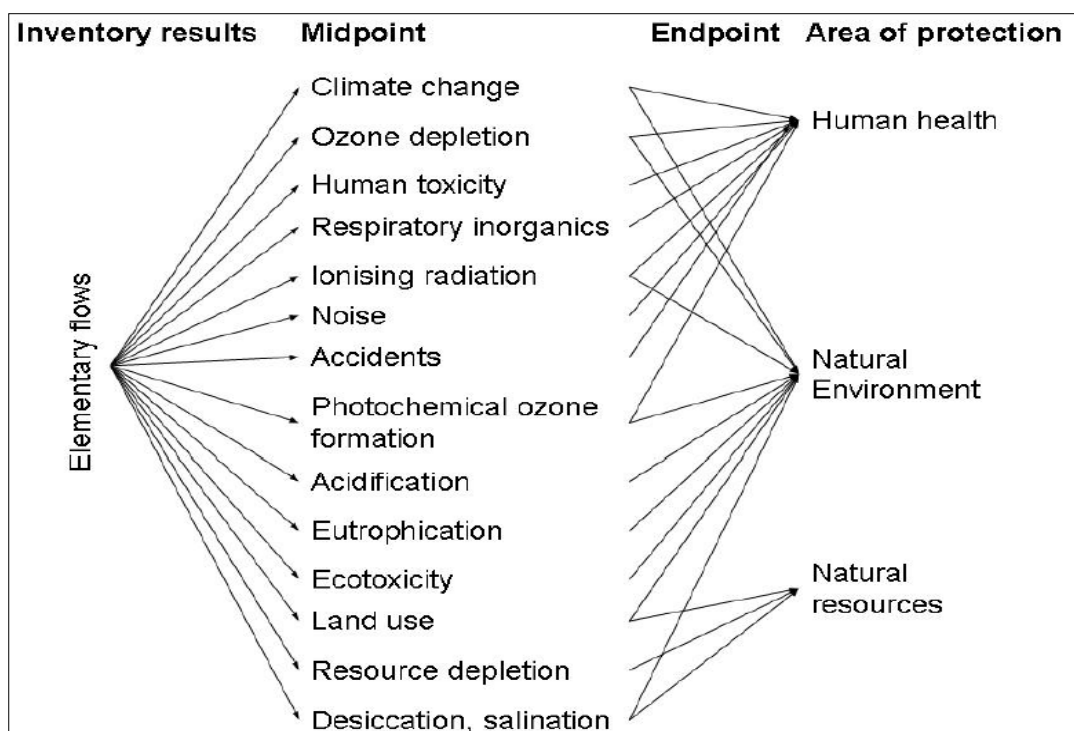 Inventory results Midpoint Endpoint Area of protection
Elementary flows
Climate change
Ozone depletion
Human toxicity
Respiratory inorganics
Ionising radiation
Noise
Accidents
Photochemical ozone
formation
Acidification
Eutrophication
Ecotoxicity
Land use
Resource depletion
Desiccation, salination
Human health
Natural
Environment
Natural
resources